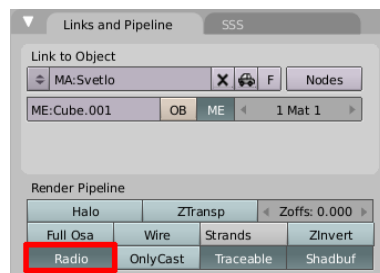 Links and Pipeline SSS
Link to Object
MA:Svetlo F Nodes
ME:Cube.001 OB ME 1 Mat 1
Render Pipeline
Halo ZTransp Zoffs: 0.000
Full Osa Wire Strands ZInvert
Radio OnlyCast Traceable Shadbuf